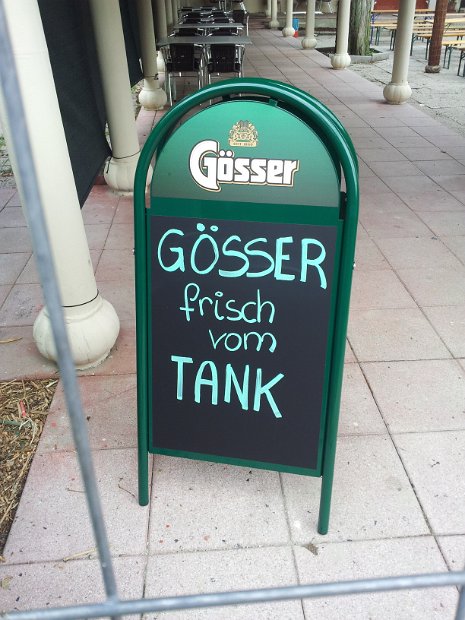 Gösser
GÖSSER
frisch
vom
TANK